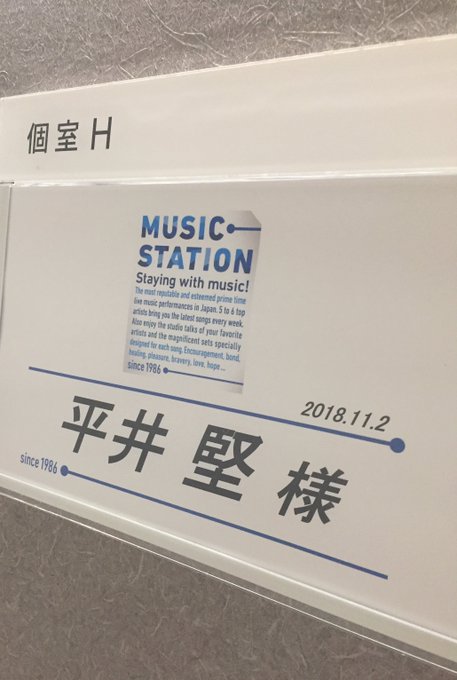 個室 H
MUSIC
STATION
Staying with music!
The most reputable and esteemed prime time
live music performances in Japan. 5 to 6 top
artists bring you the latest songs every week.
Also enjoy the studio talks of your favorite
artists and the magnificent sets specially
designed for each song. Encouragement, bond,
healing, pleasure, bravery, love, hope ...
since 1986
2018.11.2
平井 堅 様
since 1986